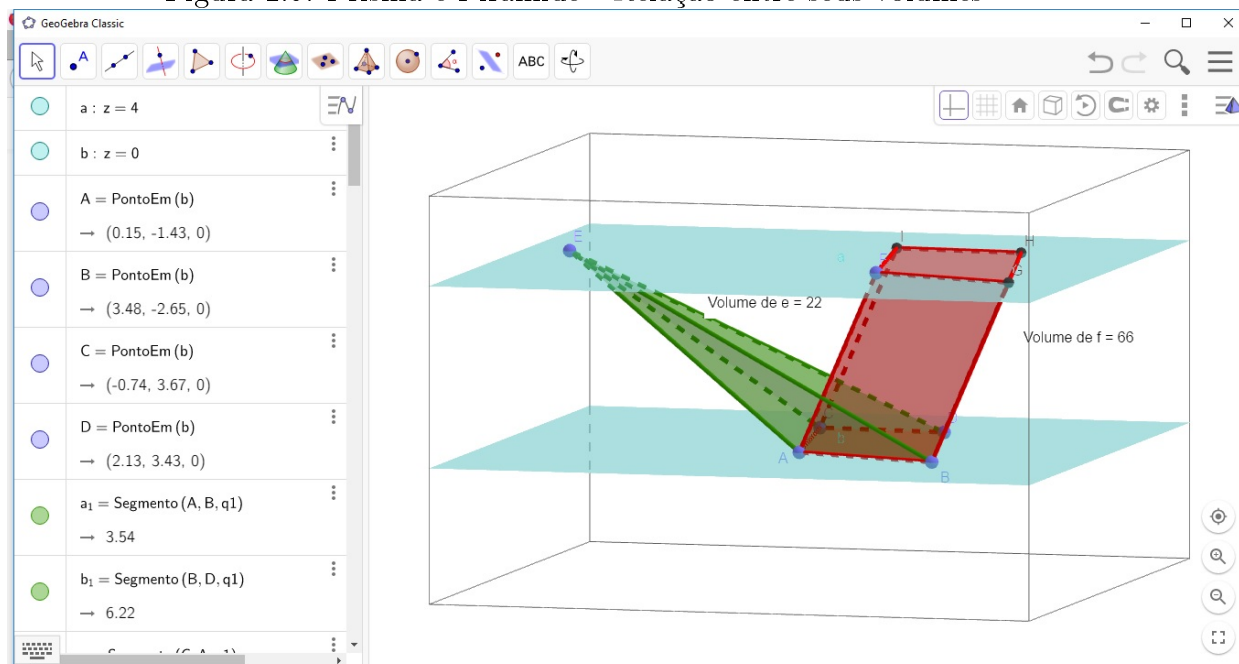 GeoGebra Classic
ABC
a : z = 4
b : z = 0
A = PontoEm (b)
→ (0.15, -1.43, 0)
B = PontoEm (b)
→ (3.48, -2.65, 0)
C = PontoEm (b)
→ (-0.74, 3.67, 0)
D = PontoEm (b)
→ (2.13, 3.43, 0)
a₁ = Segmento (A, B, q1)
→ 3.54
b₁ = Segmento (B, D, q1)
→ 6.22
E
I
H
a
F
G
Volume de e = 22
Volume de f = 66
b
A
B